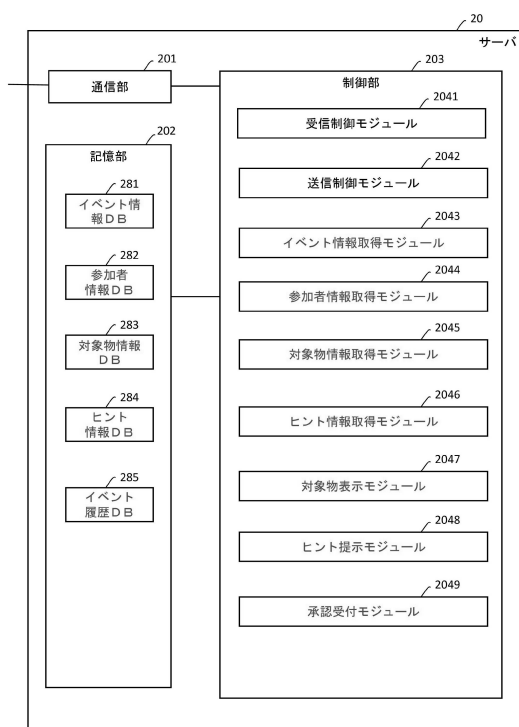 20
サーバ
201
通信部
202
記憶部
281
イベント情
報DB
282
参加者
情報DB
283
対象物情報
DB
284
ヒント
情報DB
285
イベント
履歴DB
203
制御部
2041
受信制御モジュール
2042
送信制御モジュール
2043
イベント情報取得モジュール
2044
参加者情報取得モジュール
2045
対象物情報取得モジュール
2046
ヒント情報取得モジュール
2047
対象物表示モジュール
2048
ヒント提示モジュール
2049
承認受付モジュール